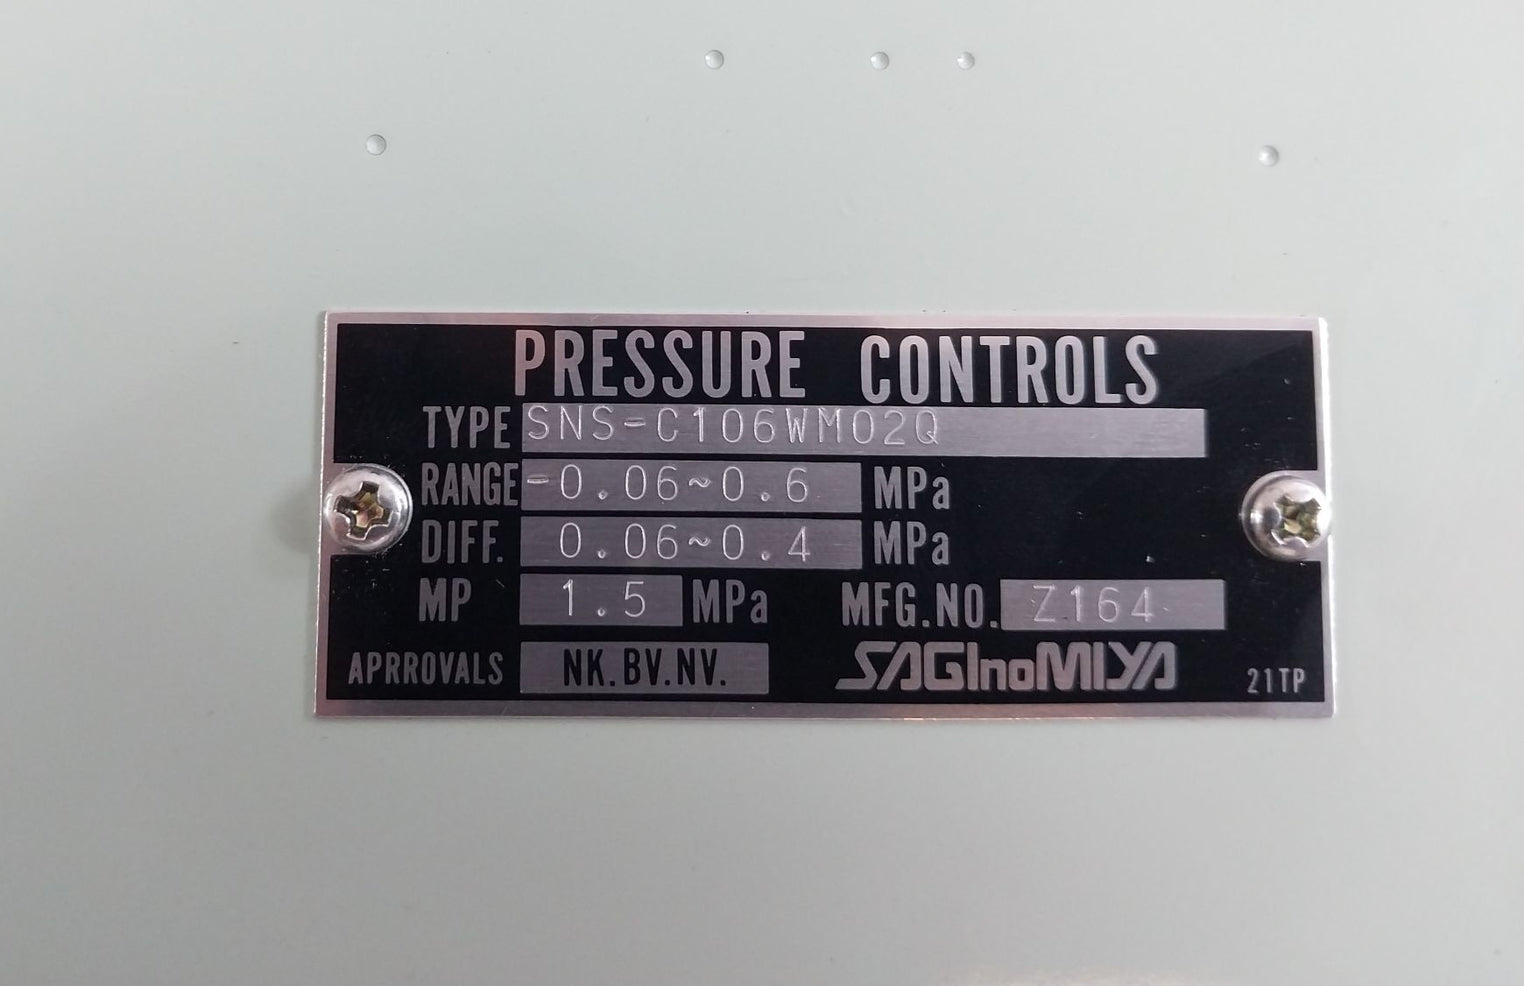 PRESSURE CONTROLS
TYPE SNS-C106WM02Q
RANGE -0.06~0.6 MPa
DIFF. 0.06~0.4 MPa
MP 1.5 MPa MFG.NO. Z164
APRROVALS NK.BV.NV. SAGInoMIYA 21TP